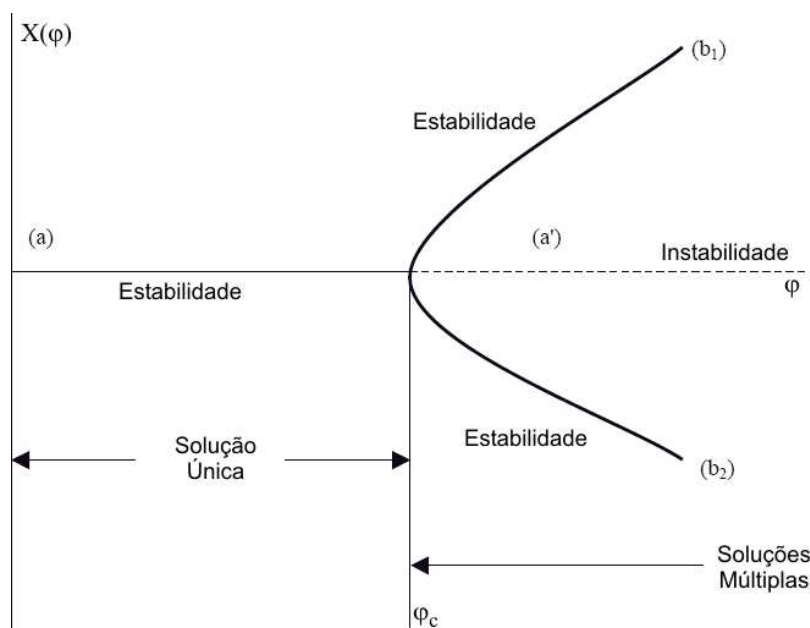 X(φ)
(b₁)
Estabilidade
(a)
(a')
Instabilidade
Estabilidade
φ
Solução
Única
Estabilidade
(b₂)
Soluções
Múltiplas
φc